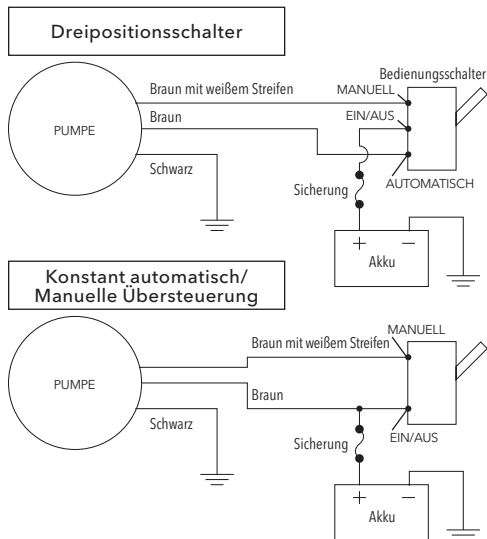 Dreipositionsschalter
Bedienungsschalter
Braun mit weißem Streifen
MANUELL
PUMPE
Braun
EIN/AUS
Schwarz
AUTOMATISCH
Sicherung
+ −
Akku
Konstant automatisch/
Manuelle Übersteuerung
MANUELL
Braun mit weißem Streifen
PUMPE
Braun
Schwarz
EIN/AUS
Sicherung
+ −
Akku